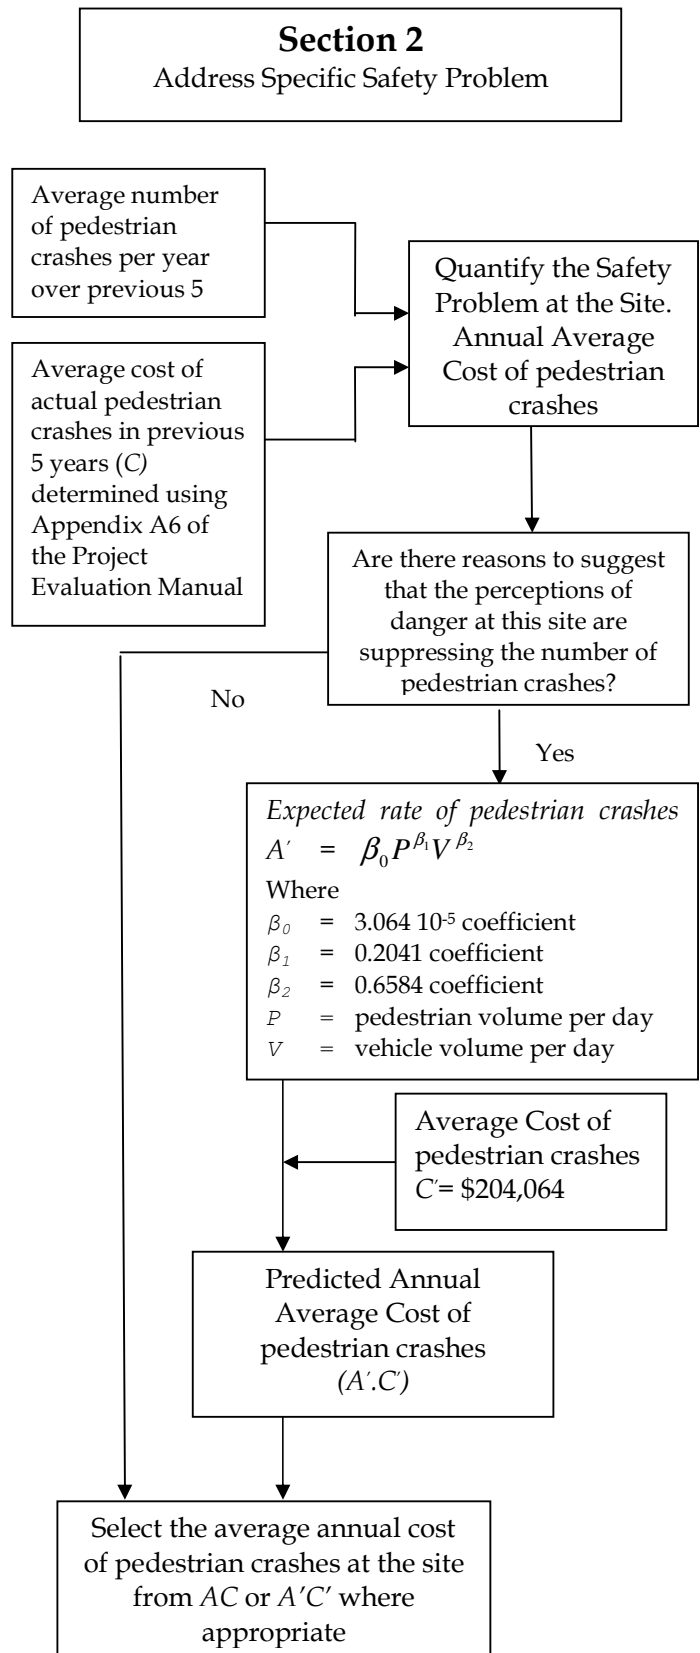 Section 2
Address Specific Safety Problem
Average number
of pedestrian
crashes per year
over previous 5
Average cost of
actual pedestrian
crashes in previous
5 years (C)
determined using
Appendix A6 of
the Project
Evaluation Manual
Quantify the Safety
Problem at the Site.
Annual Average
Cost of pedestrian
crashes
Are there reasons to suggest
that the perceptions of
danger at this site are
suppressing the number of
pedestrian crashes?
No
Yes
Expected rate of pedestrian crashes
A′ = β₀P^β₁V^β₂
Where
β₀ = 3.064 10⁻⁵ coefficient
β₁ = 0.2041 coefficient
β₂ = 0.6584 coefficient
P = pedestrian volume per day
V = vehicle volume per day
Average Cost of
pedestrian crashes
C′= $204,064
Predicted Annual
Average Cost of
pedestrian crashes
(A′.C′)
Select the average annual cost
of pedestrian crashes at the site
from AC or A′C′ where
appropriate